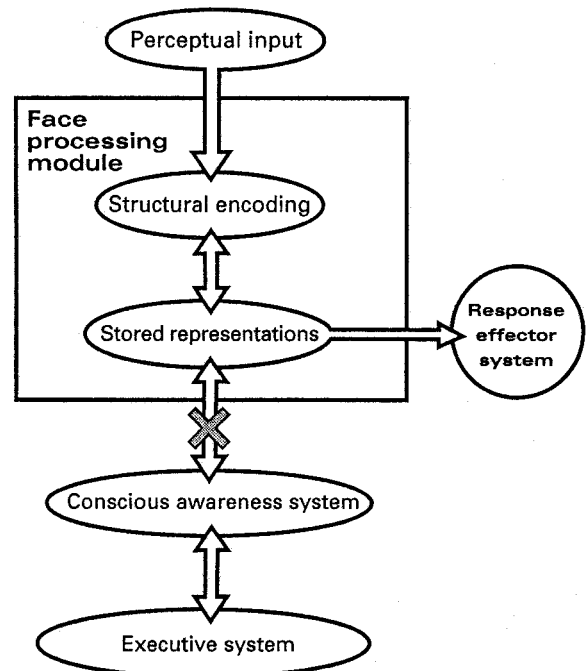 Perceptual input
Face
processing
module
Structural encoding
Stored representations
Response
effector
system
Conscious awareness system
Executive system